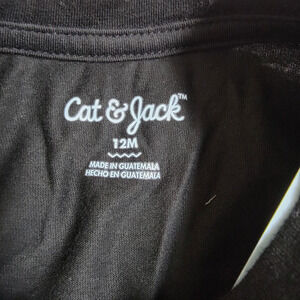 Cat & Jack™
12M
MADE IN GUATEMALA
HECHO EN GUATEMALA